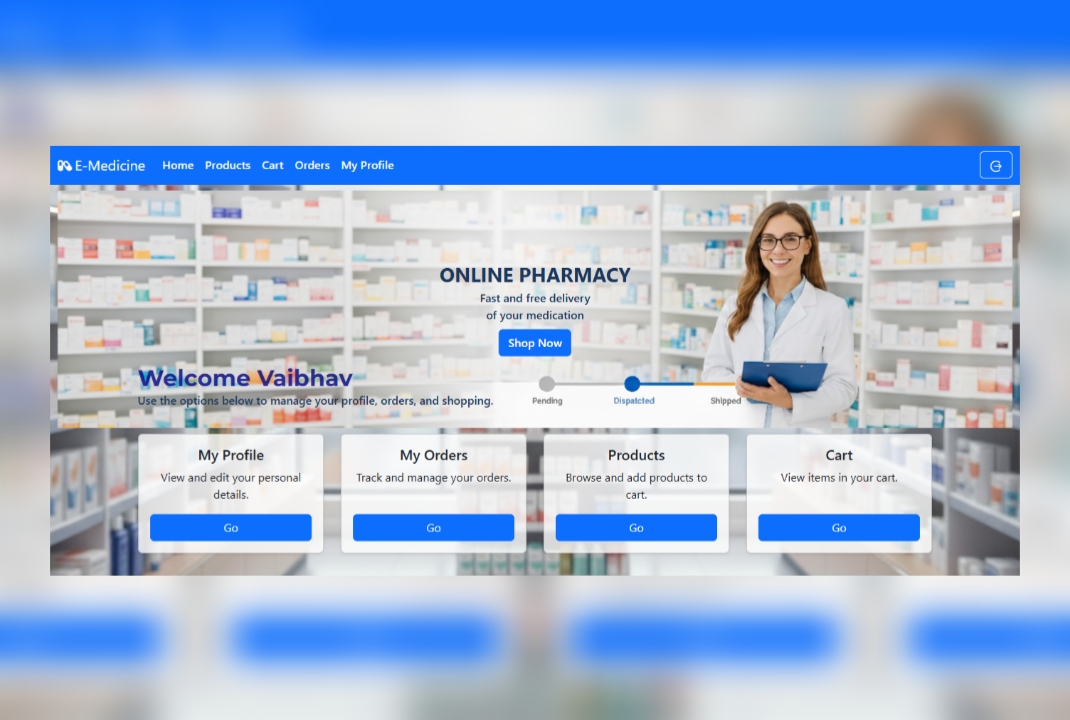 E-Medicine Home Products Cart Orders My Profile
ONLINE PHARMACY
Fast and free delivery
of your medication
Shop Now
Welcome Vaibhav
Use the options below to manage your profile, orders, and shopping.
Pending Dispatcted Shipped
My Profile
View and edit your personal
details.
Go
My Orders
Track and manage your orders.
Go
Products
Browse and add products to
cart.
Go
Cart
View items in your cart.
Go